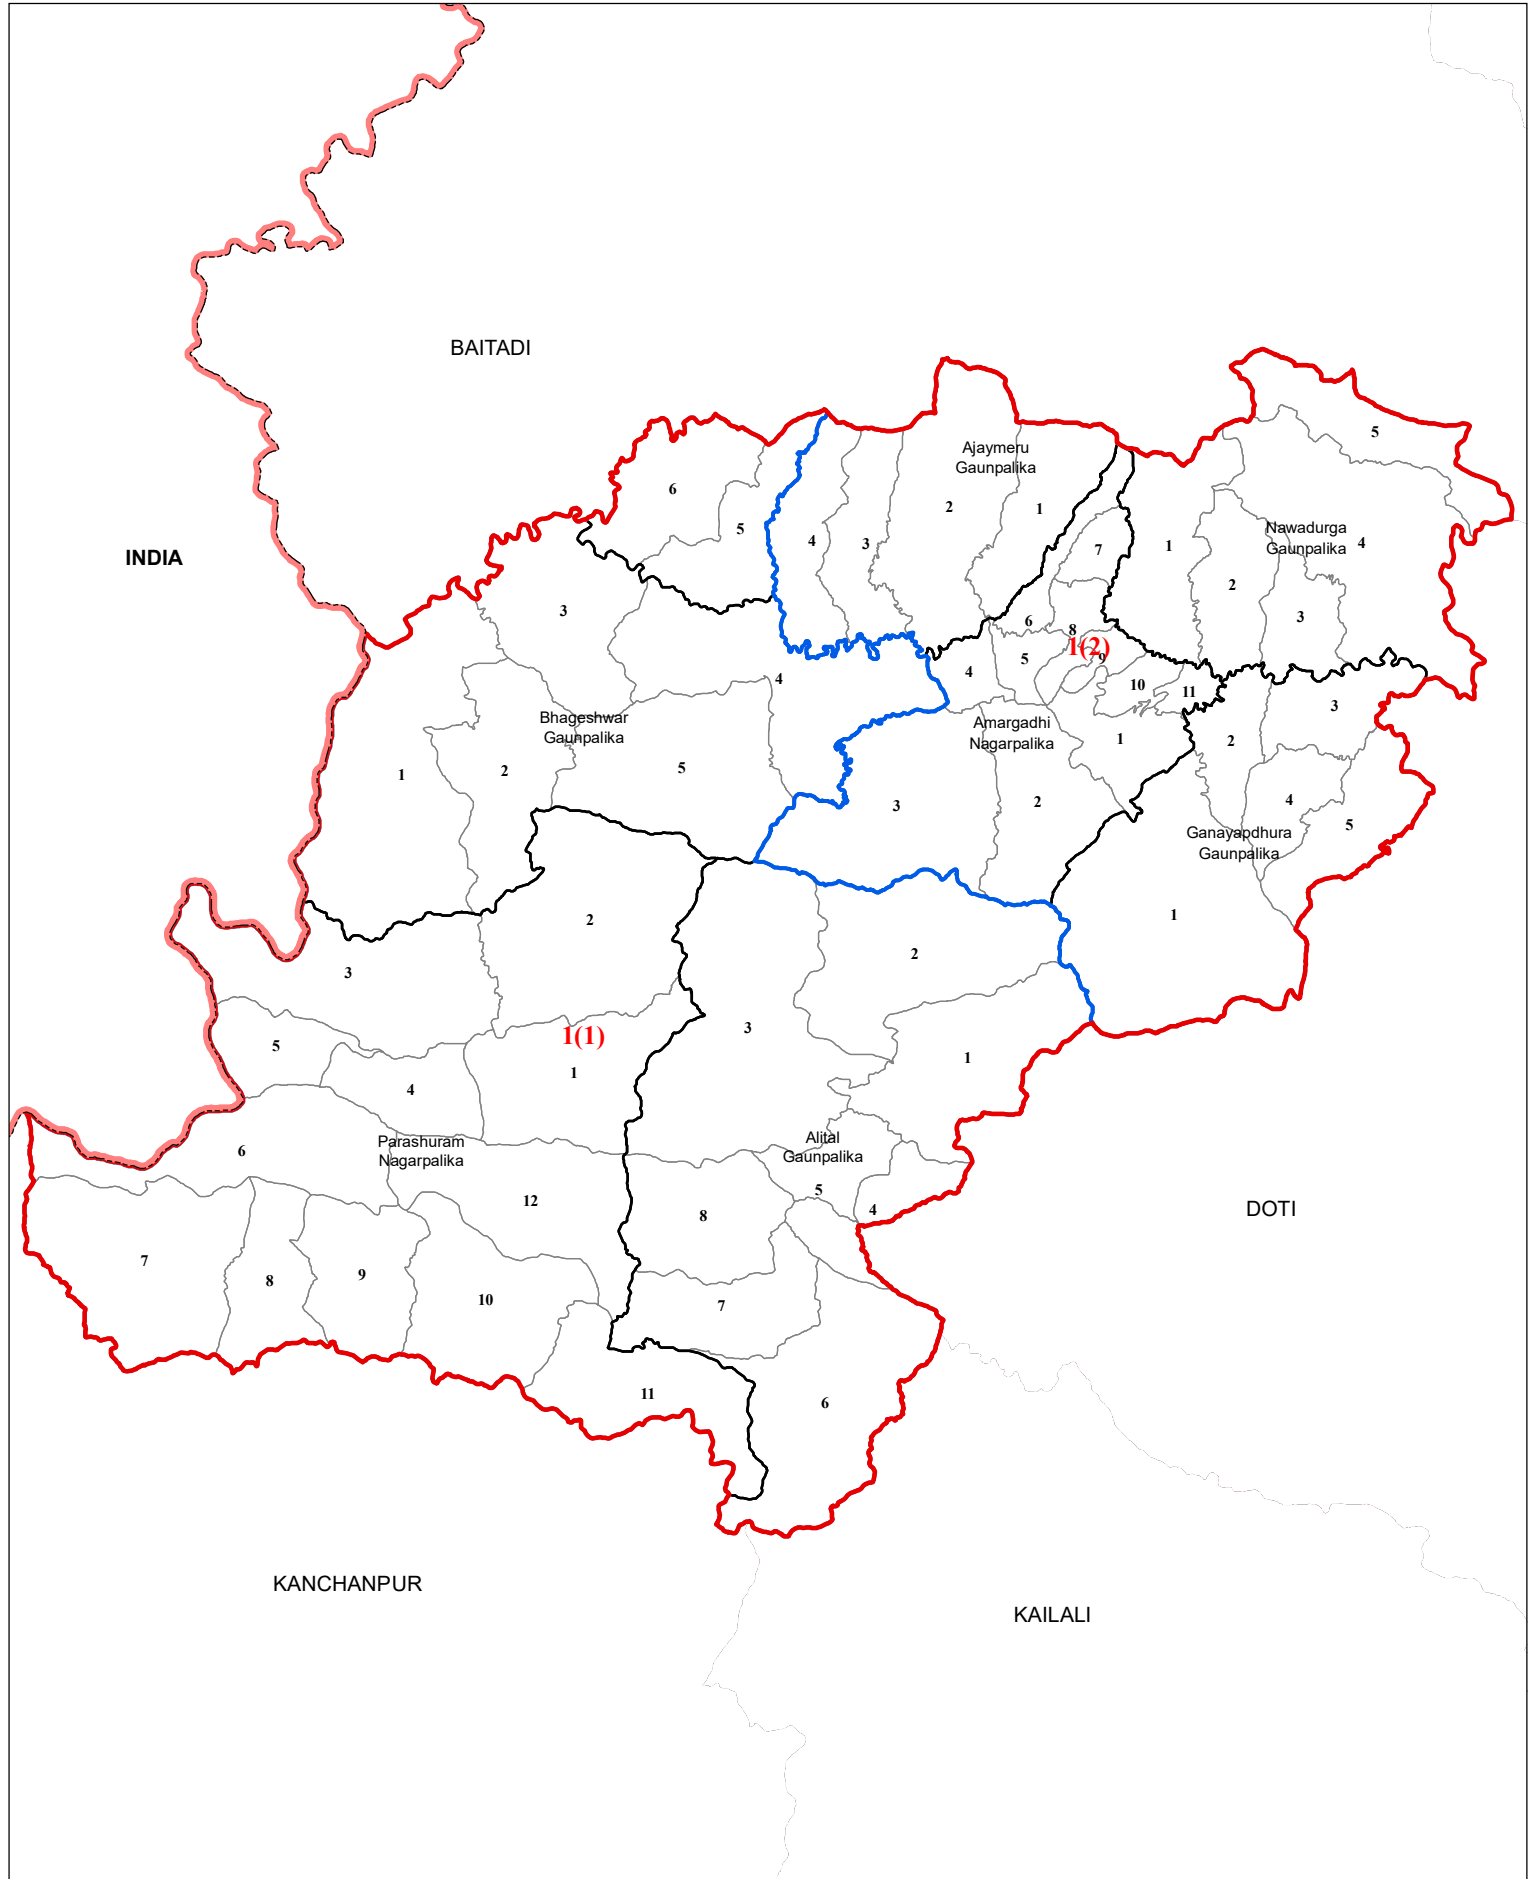 BAITADI
5
Ajaymeru
Gaunpalika
6
2
1
5
4
3
7
1
Nawadurga
Gaunpalika
4
INDIA
3
2
3
6
8
1(2)
9
5
4
4
10
11
3
Bhageshwar
Gaunpalika
Amargadhi
Nagarpalika
1
2
1
2
5
3
2
4
5
Ganayapdhura
Gaunpalika
2
1
3
2
3
1(1)
5
1
1
4
Parashuram
Nagarpalika
Alital
Gaunpalika
6
12
5
8
4
DOTI
7
8
9
10
7
11
6
KANCHANPUR
KAILALI